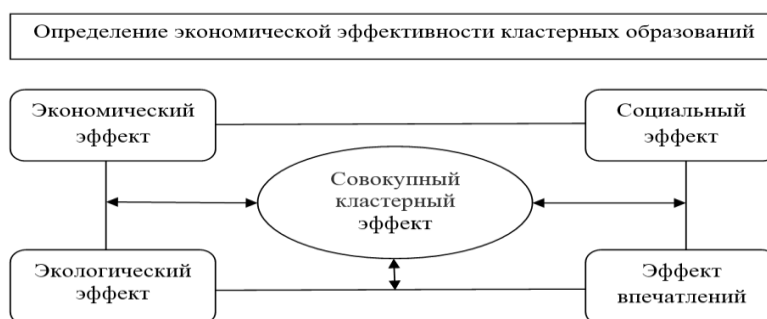 Определение экономической эффективности кластерных образований
Экономический
эффект
Социальный
эффект
Совокупный
кластерный
эффект
Экологический
эффект
Эффект
впечатлений